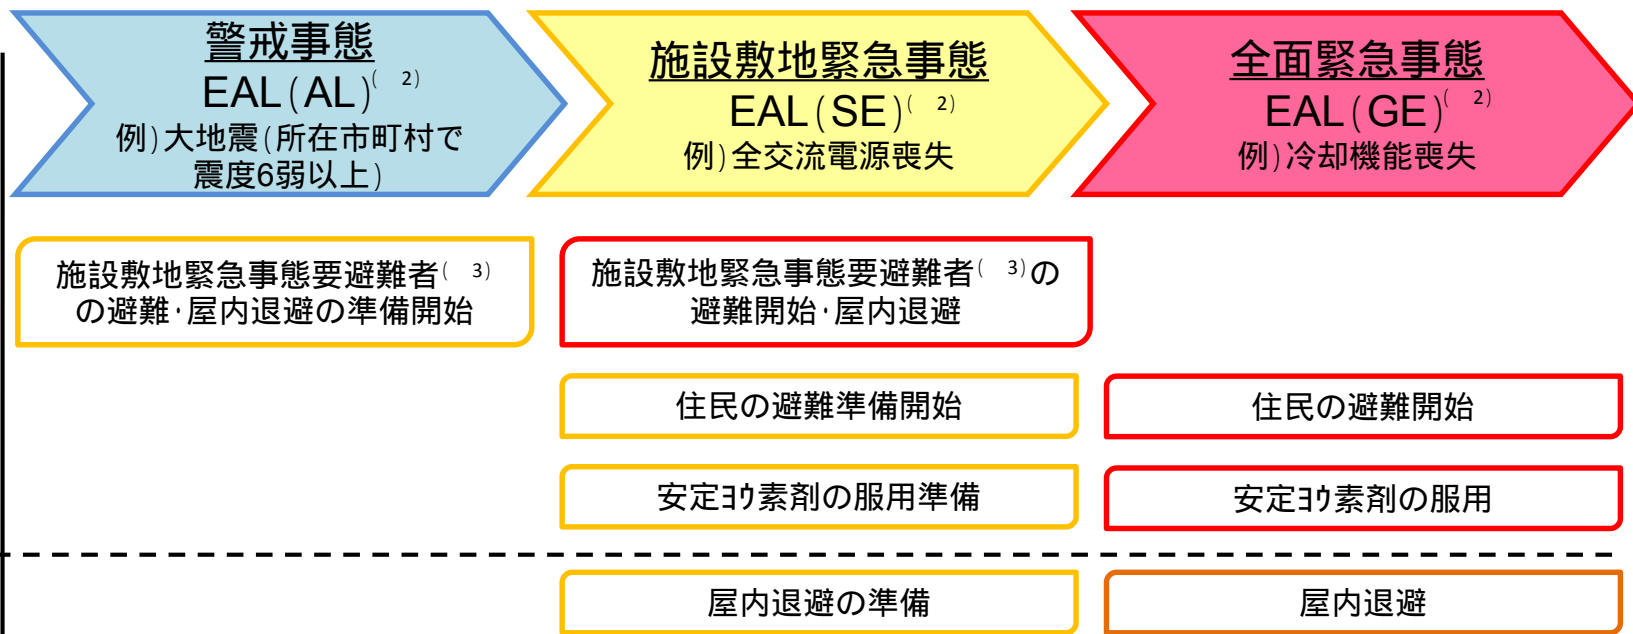 警戒事態
EAL(AL)( 2)
例)大地震(所在市町村で
震度6弱以上)
施設敷地緊急事態
EAL(SE)( 2)
例)全交流電源喪失
全面緊急事態
EAL(GE)( 2)
例)冷却機能喪失
施設敷地緊急事態要避難者( 3)
の避難･屋内退避の準備開始
施設敷地緊急事態要避難者( 3)の
避難開始･屋内退避
住民の避難準備開始
住民の避難開始
安定ﾖｳ素剤の服用準備
安定ﾖｳ素剤の服用
屋内退避の準備
屋内退避